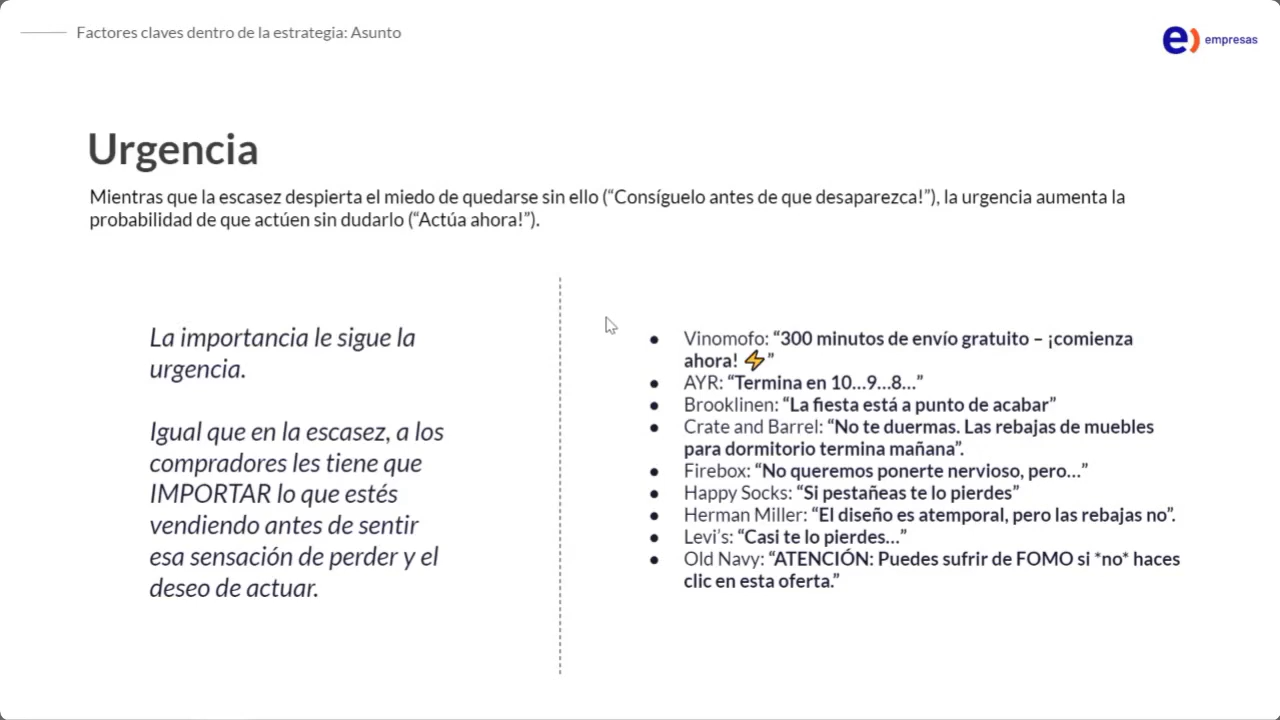 Factores claves dentro de la estrategia: Asunto
e) empresas
Urgencia
Mientras que la escasez despierta el miedo de quedarse sin ello (“Consíguelo antes de que desaparezca!”), la urgencia aumenta la
probabilidad de que actúen sin dudarlo (“Actúa ahora!”).
La importancia le sigue la
urgencia.
Igual que en la escasez, a los
compradores les tiene que
IMPORTAR lo que estés
vendiendo antes de sentir
esa sensación de perder y el
deseo de actuar.
● Vinomofo: “300 minutos de envío gratuito – ¡comienza
ahora! ⚡”
● AYR: “Termina en 10…9…8…”
● Brooklinen: “La fiesta está a punto de acabar”
● Crate and Barrel: “No te duermas. Las rebajas de muebles
para dormitorio termina mañana”.
● Firebox: “No queremos ponerte nervioso, pero…”
● Happy Socks: “Si pestañeas te lo pierdes”
● Herman Miller: “El diseño es atemporal, pero las rebajas no”.
● Levi’s: “Casi te lo pierdes…”
● Old Navy: “ATENCIÓN: Puedes sufrir de FOMO si *no* haces
clic en esta oferta.”